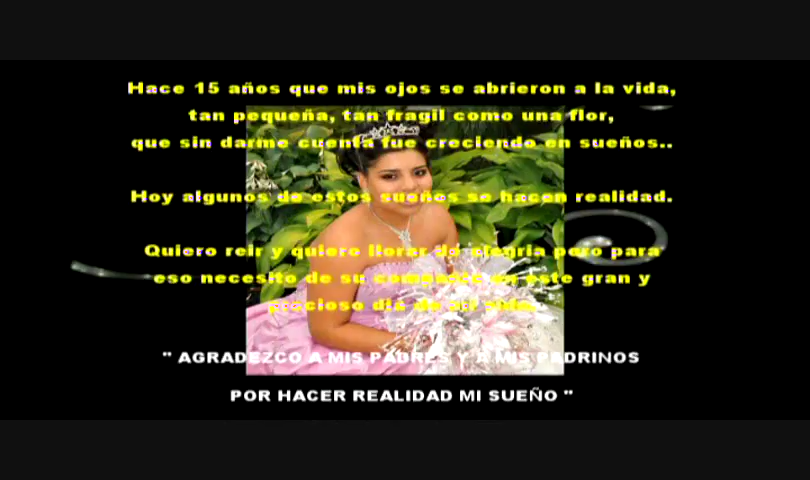 Hace 15 años que mis ojos se abrieron a la vida,
tan pequeña, tan fragil como una flor,
que sin darme cuenta fue creciendo en sueños..
Hoy algunos de estos sueños se hacen realidad.
Quiero reir y quiero llorar de alegria pero para
eso necesito de su compañia en este gran y
precioso dia de mi vida.
" AGRADEZCO A MIS PADRES Y A MIS PADRINOS
POR HACER REALIDAD MI SUEÑO "